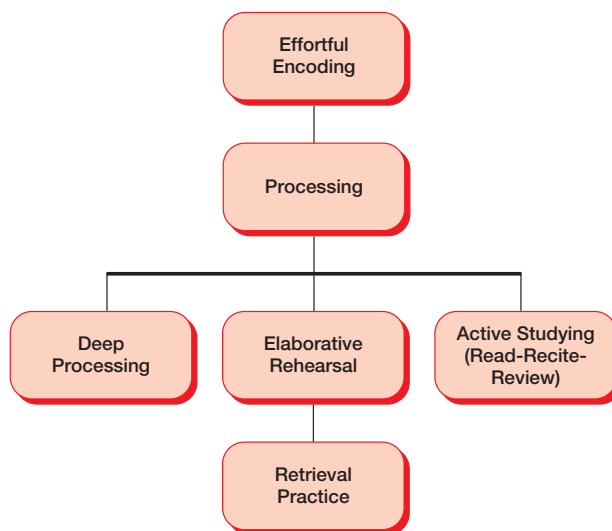 Effortful
Encoding
Processing
Deep
Processing
Elaborative
Rehearsal
Active Studying
(Read-Recite-
Review)
Retrieval
Practice